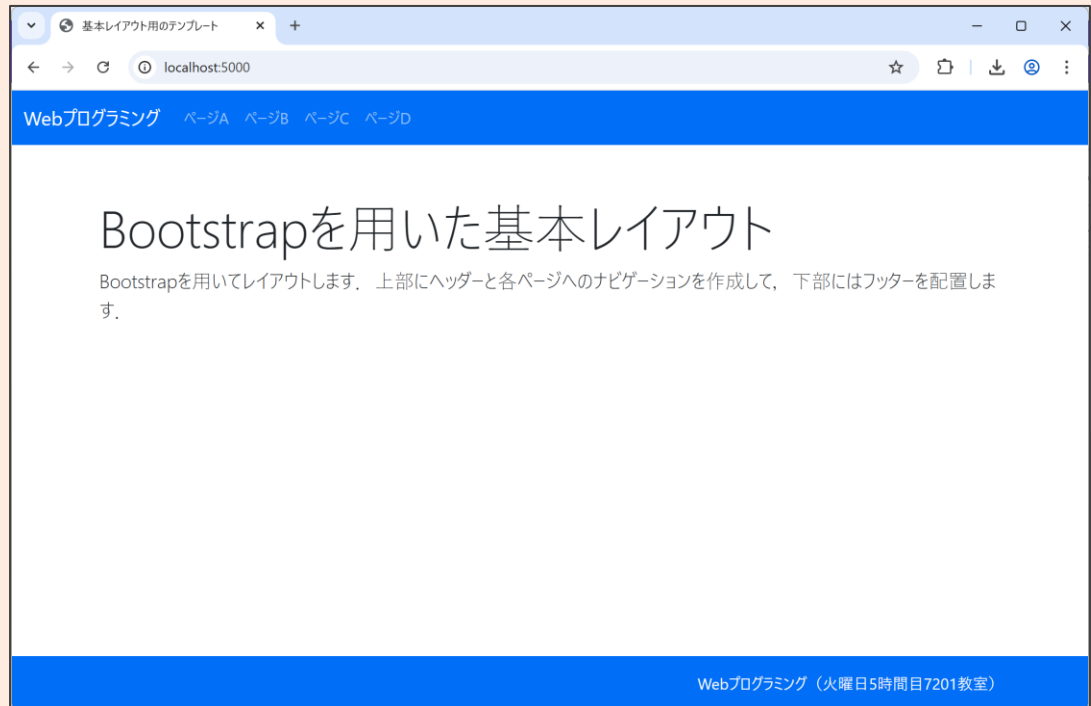 基本レイアウト用のテンプレート
localhost:5000
Webプログラミング ページA ページB ページC ページD
Bootstrapを用いた基本レイアウト
Bootstrapを用いてレイアウトします． 上部にヘッダーと各ページへのナビゲーションを作成して， 下部にはフッターを配置しま
す．
Webプログラミング（火曜日5時間目7201教室）